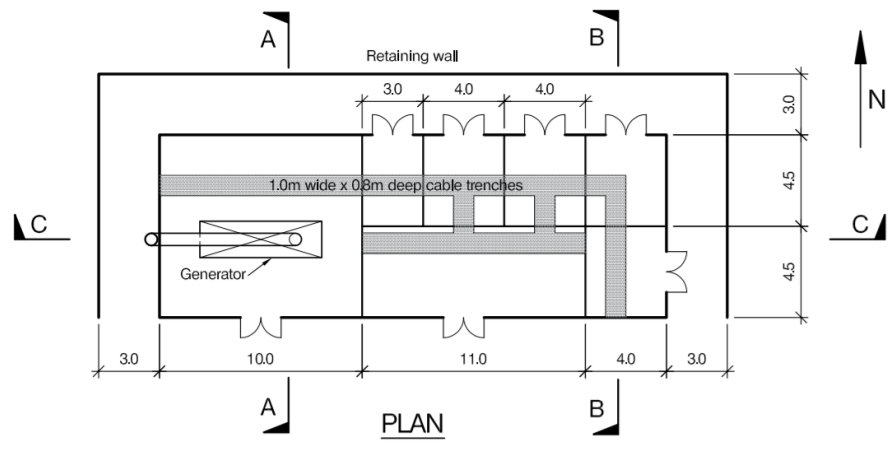 A
B
Retaining wall
3.0
4.0
4.0
3.0
N
1.0m wide x 0.8m deep cable trenches
4.5
C
C
Generator
4.5
3.0
10.0
11.0
4.0
3.0
A
B
PLAN